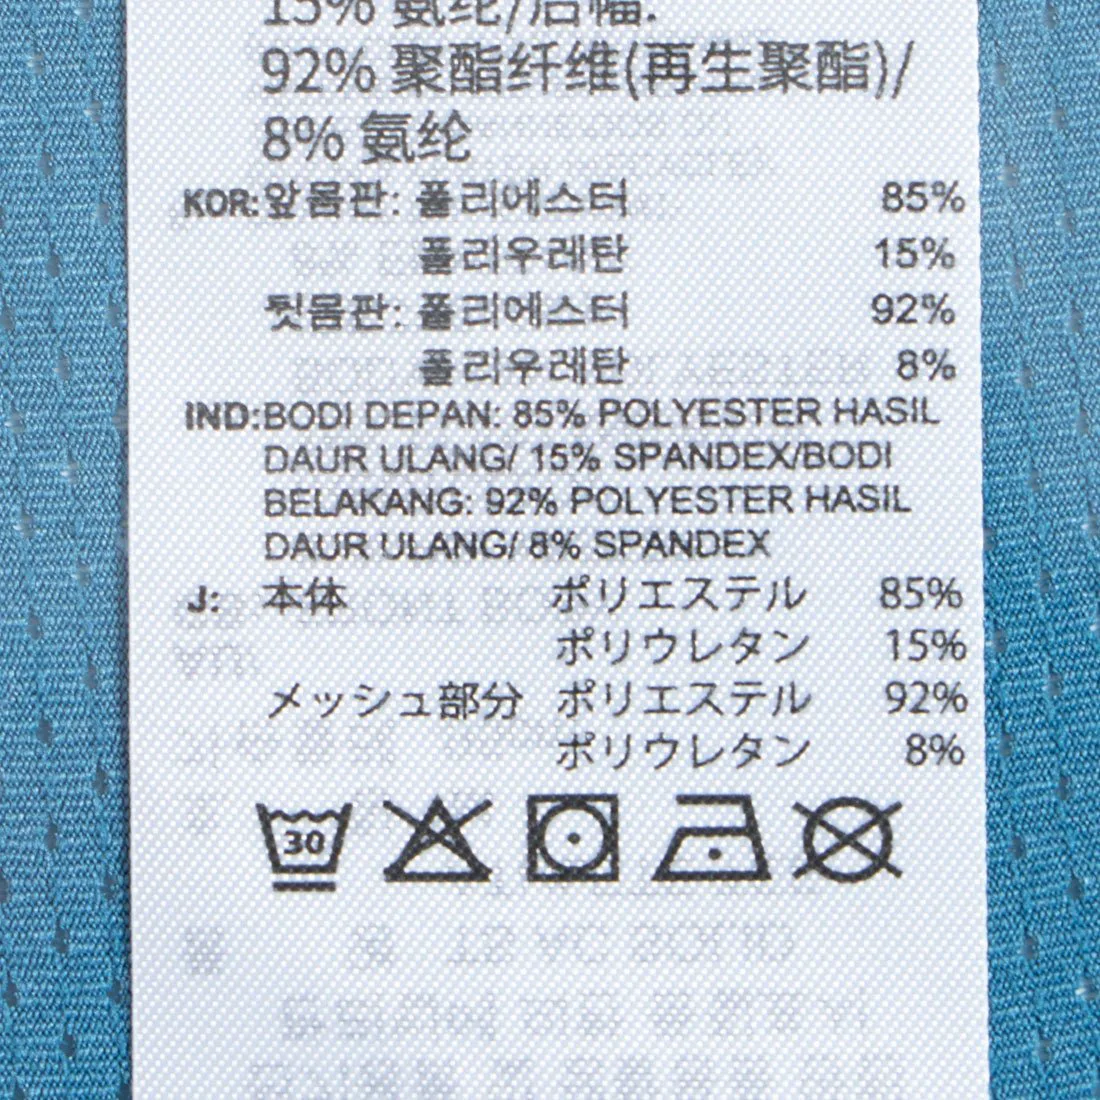 15% 氨纶/后幅:
92% 聚酯纤维(再生聚酯)/
8% 氨纶
KOR:앞몸판: 폴리에스터 85%
폴리우레탄 15%
뒷몸판: 폴리에스터 92%
폴리우레탄 8%
IND:BODI DEPAN: 85% POLYESTER HASIL
DAUR ULANG/ 15% SPANDEX/BODI
BELAKANG: 92% POLYESTER HASIL
DAUR ULANG/ 8% SPANDEX
J: 本体 ポリエステル 85%
ポリウレタン 15%
メッシュ部分 ポリエステル 92%
ポリウレタン 8%
30